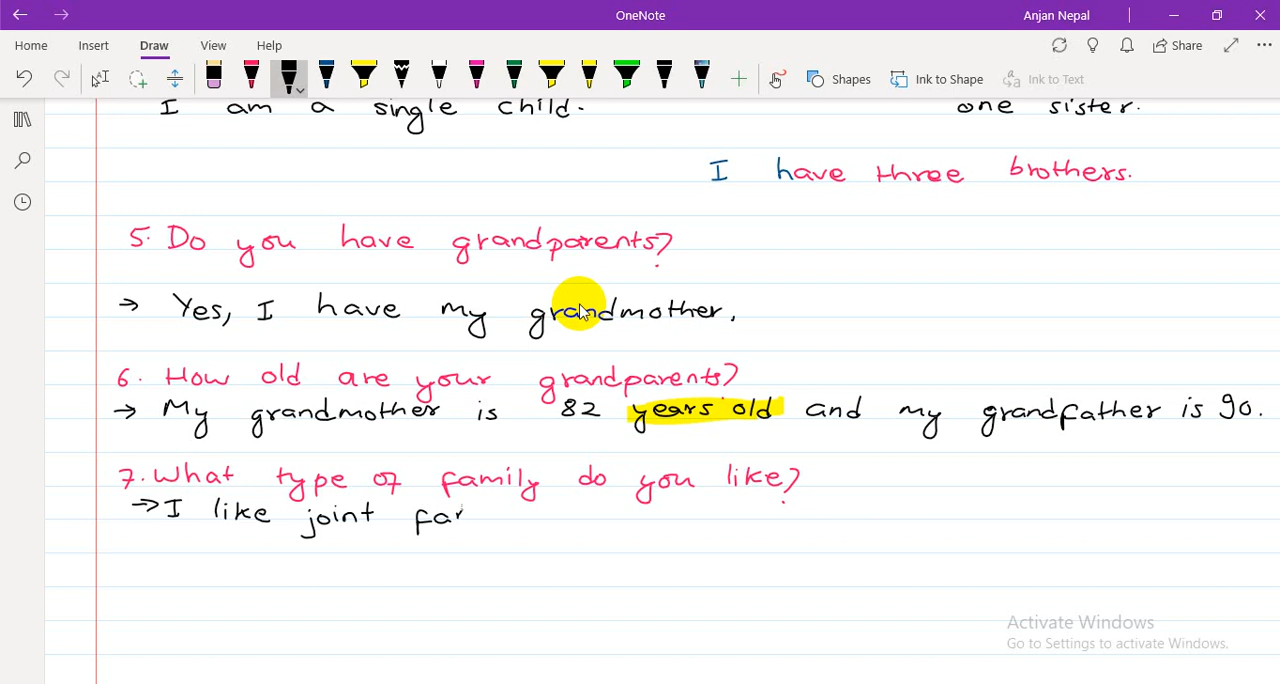 OneNote
Anjan Nepal
Home Insert Draw View Help
Share
Shapes Ink to Shape Ink to Text
I am a single child.
one sister.
I have three brothers.
5. Do you have grandparents?
→ Yes, I have my grandmother.
6. How old are your grandparents?
→ My grandmother is 82 years old and my grandfather is 90.
7. What type of family do you like?
→ I like joint far
Activate Windows
Go to Settings to activate Windows.